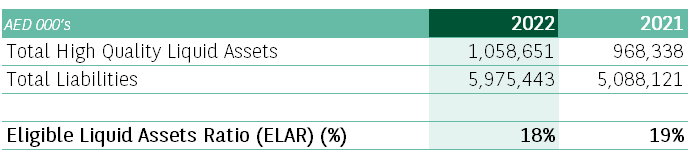 AED 000's 2022 2021
Total High Quality Liquid Assets 1,058,651 968,338
Total Liabilities 5,975,443 5,088,121
Eligible Liquid Assets Ratio (ELAR) (%) 18% 19%